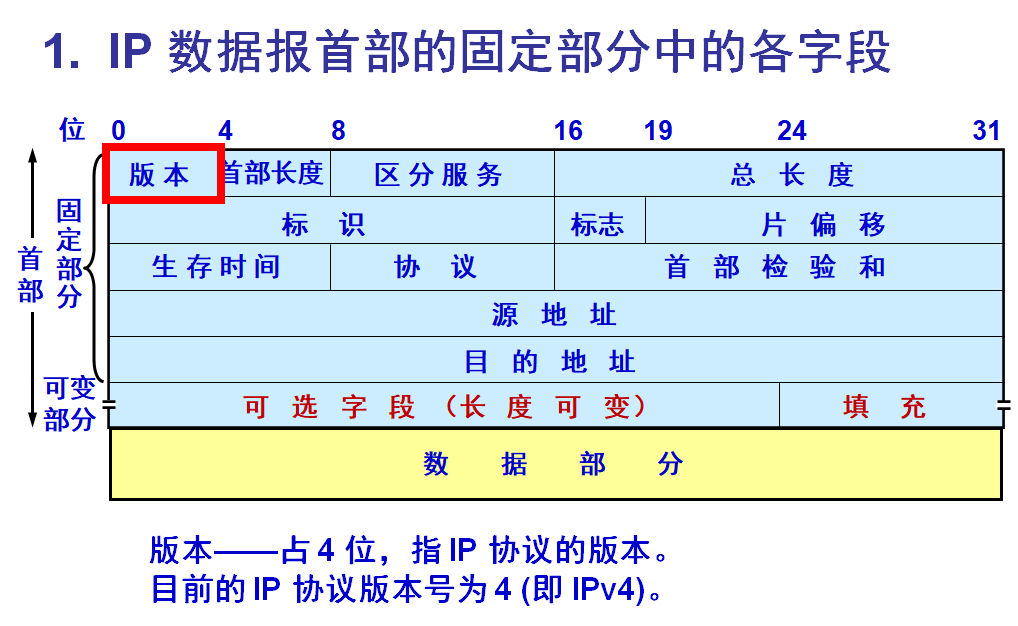 1. IP 数据报首部的固定部分中的各字段
位 0 4 8 16 19 24 31
版本 首部长度 区分服务 总长度
标识 标志 片偏移
生存时间 协议 首部检验和
源地址
目的地址
可选字段（长度可变） 填充
数据部分
首部
固定部分
可变
部分
版本——占 4 位，指 IP 协议的版本。
目前的 IP 协议版本号为 4 (即 IPv4)。